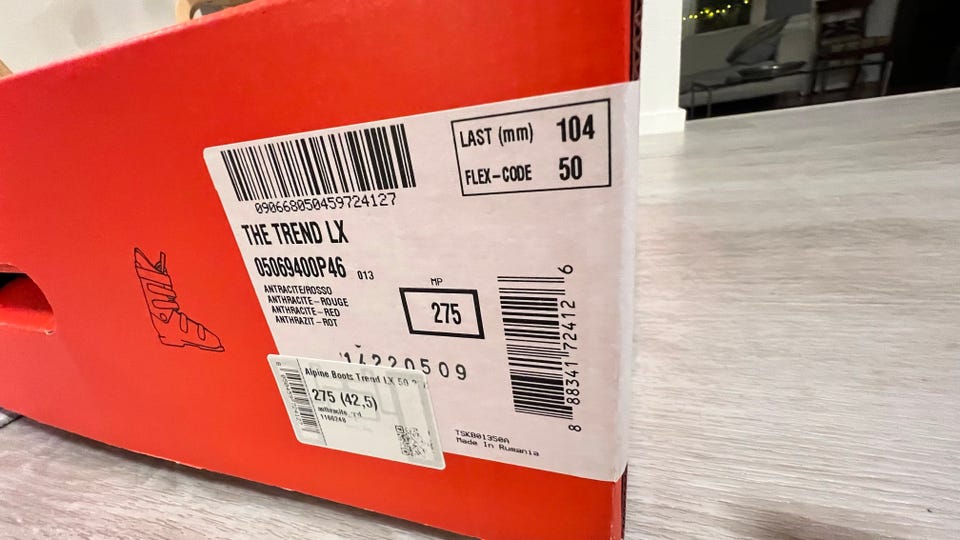 LAST (mm) 104
FLEX-CODE 50
090668050459724127
THE TREND LX
05069400P46 013
ANTRACITE/ROSSO
ANTHRACITE-ROUGE
ANTHRACITE-RED
ANTHRAZIT-ROT
MP
275
14220509
8 88341 72412 6
Alpine Boots Trend LX 50
275 (42,5)
anthracite
1166248
TSKB01350A
Made In Rumania